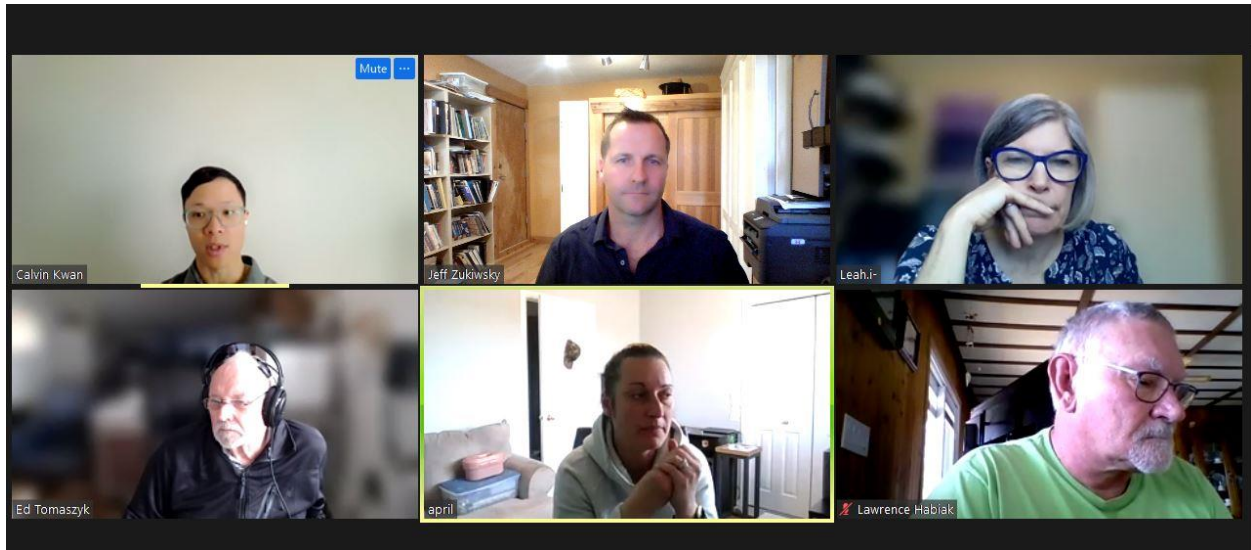 Mute ...
Calvin Kwan
Jeff Zukiwsky
Leah.i-
Ed Tomaszyk
april
Lawrence Habiak